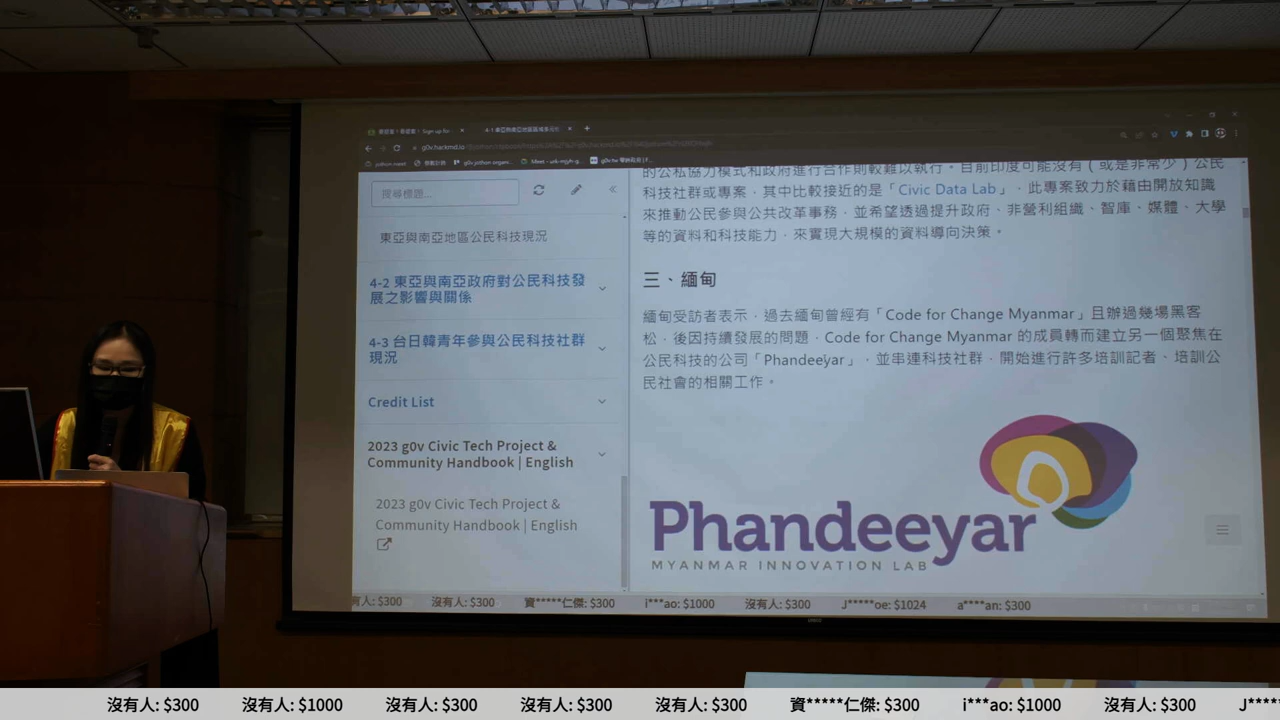 g0v.hackmd.io
搜尋標題...
東亞與南亞地區公民科技現況
4-2 東亞與南亞政府對公民科技發
展之影響與關係
4-3 台日韓青年參與公民科技社群
現況
Credit List
2023 g0v Civic Tech Project &
Community Handbook | English
2023 g0v Civic Tech Project &
Community Handbook | English
的公私協力模式和政府進行合作則較難以執行。目前印度可能沒有（或是非常少）公民
科技社群或專案，其中比較接近的是「Civic Data Lab」，此專案致力於藉由開放知識
來推動公民參與公共改革事務，並希望透過提升政府、非營利組織、智庫、媒體、大學
等的資料和科技能力，來實現大規模的資料導向決策。
三、緬甸
緬甸受訪者表示，過去緬甸曾經有「Code for Change Myanmar」且辦過幾場黑客
松，後因持續發展的問題，Code for Change Myanmar 的成員轉而建立另一個聚焦在
公民科技的公司「Phandeeyar」，並串連科技社群，開始進行許多培訓記者、培訓公
民社會的相關工作。
Phandeeyar
MYANMAR INNOVATION LAB
有人: $300 沒有人: $300 資*****仁傑: $300 i***ao: $1000 沒有人: $300 J*****oe: $1024 a****an: $300
沒有人: $300 沒有人: $1000 沒有人: $300 沒有人: $300 沒有人: $300 資*****仁傑: $300 i***ao: $1000 沒有人: $300 J****